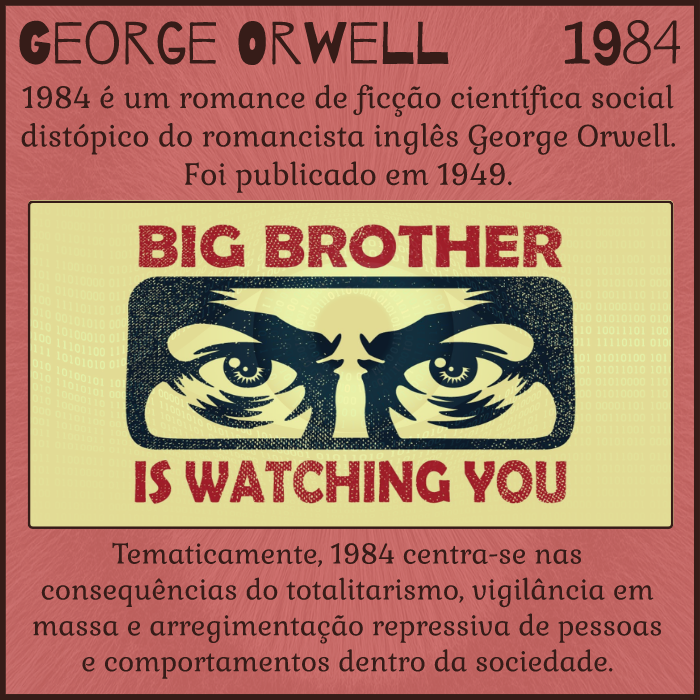 GEORGE ORWELL 1984
1984 é um romance de ficção científica social
distópico do romancista inglês George Orwell.
Foi publicado em 1949.
BIG BROTHER
IS WATCHING YOU
Tematicamente, 1984 centra-se nas
consequências do totalitarismo, vigilância em
massa e arregimentação repressiva de pessoas
e comportamentos dentro da sociedade.